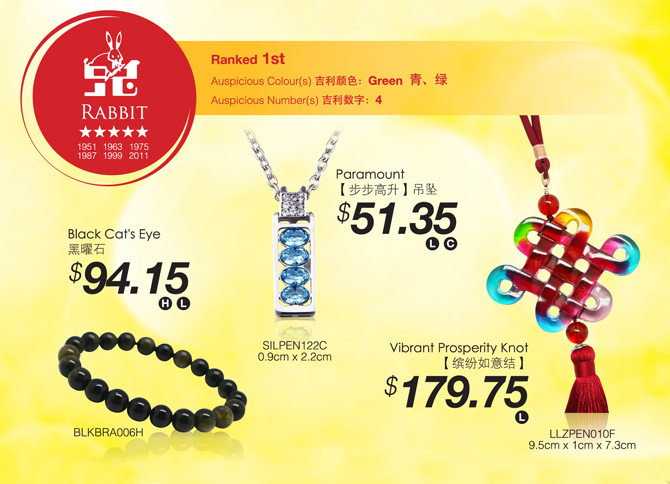 RABBIT
★★★★★
1951 1963 1975
1987 1999 2011
Ranked 1st
Auspicious Colour(s) 吉利颜色: Green 青、绿
Auspicious Number(s) 吉利数字: 4
Paramount
【步步高升】吊坠
$51.35
L C
Black Cat's Eye
黑曜石
$94.15
H L
SILPEN122C
0.9cm x 2.2cm
Vibrant Prosperity Knot
【缤纷如意结】
$179.75
L
BLKBRA006H
LLZPEN010F
9.5cm x 1cm x 7.3cm